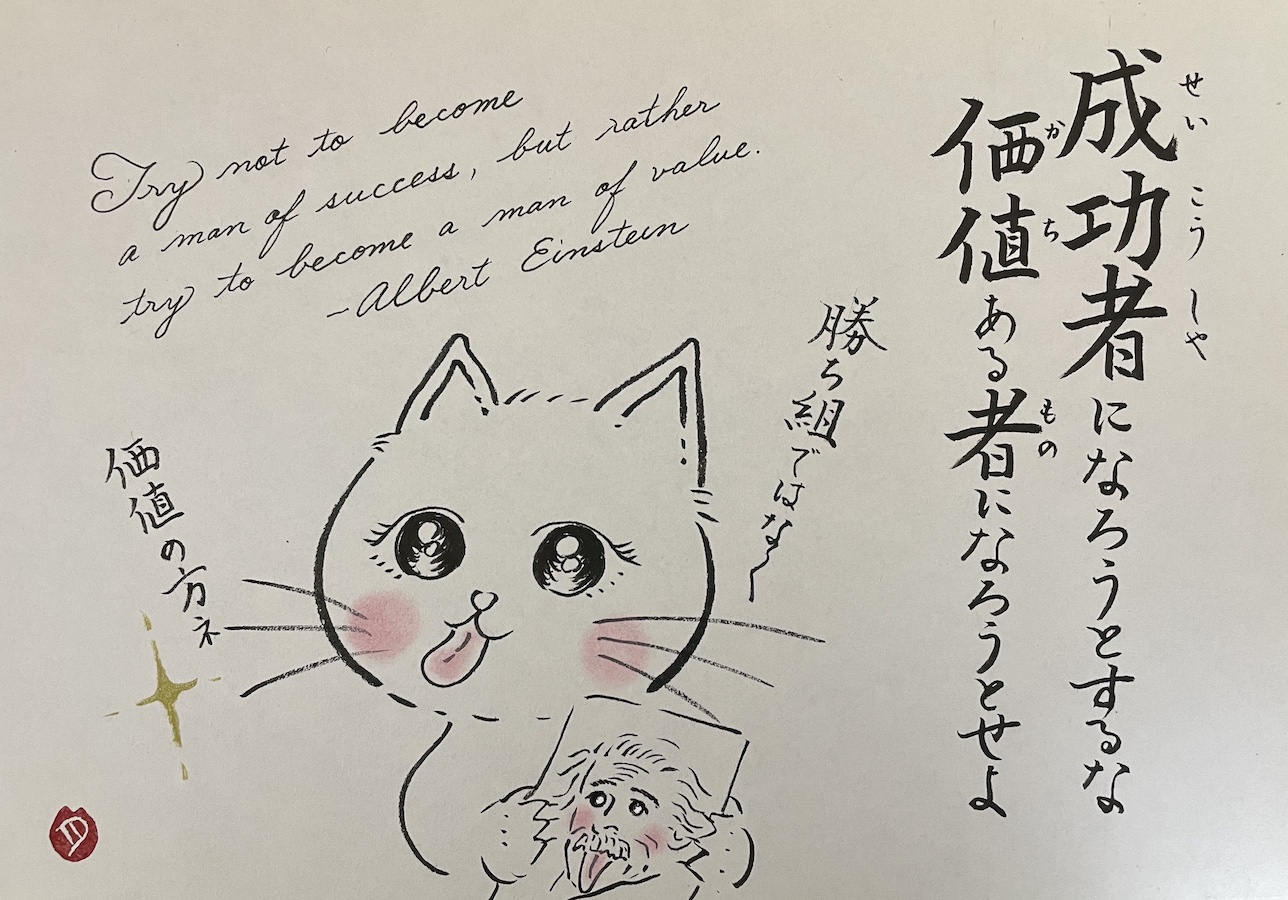 Try not to become
a man of success, but rather
try to become a man of value.
-Albert Einstein
成功者になろうとするな
せい こう しや
価値ある者になろうとせよ
か ち もの
勝ち組ではな〜
価値の方ネ
D